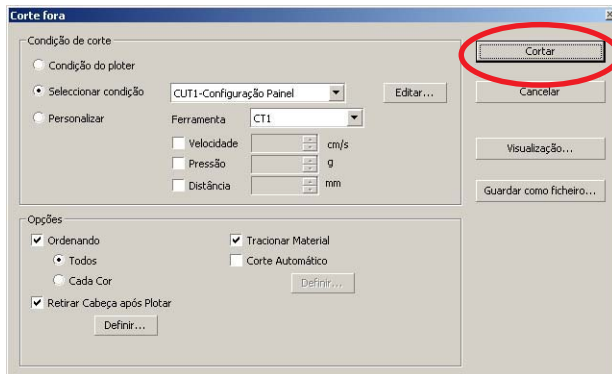 Corte fora
Condição de corte
Condição do ploter
Seleccionar condição
CUT1-Configuração Painel
Editar...
Personalizar
Ferramenta
CT1
Velocidade
cm/s
Pressão
g
Distância
mm
Cortar
Cancelar
Visualização...
Guardar como ficheiro...
Opções
Ordenando
Tracionar Material
Todos
Corte Automático
Cada Cor
Definir...
Retirar Cabeça após Plotar
Definir...